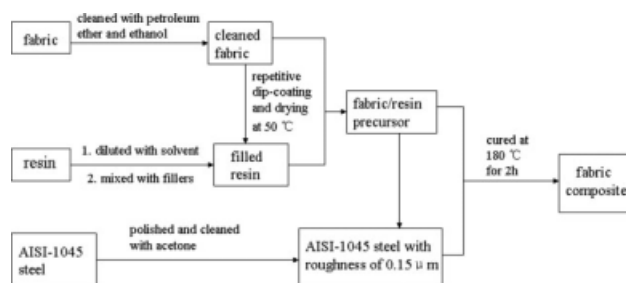 fabric
cleaned with petroleum
ether and ethanol
cleaned
fabric
repetitive
dip-coating
and drying
at 50 ℃
fabric/resin
precursor
resin
1. diluted with solvent
2. mixed with fillers
filled
resin
cured at
180 ℃
for 2h
fabric
composite
AISI-1045
steel
polished and cleaned
with acetone
AISI-1045 steel with
roughness of 0.15 μm